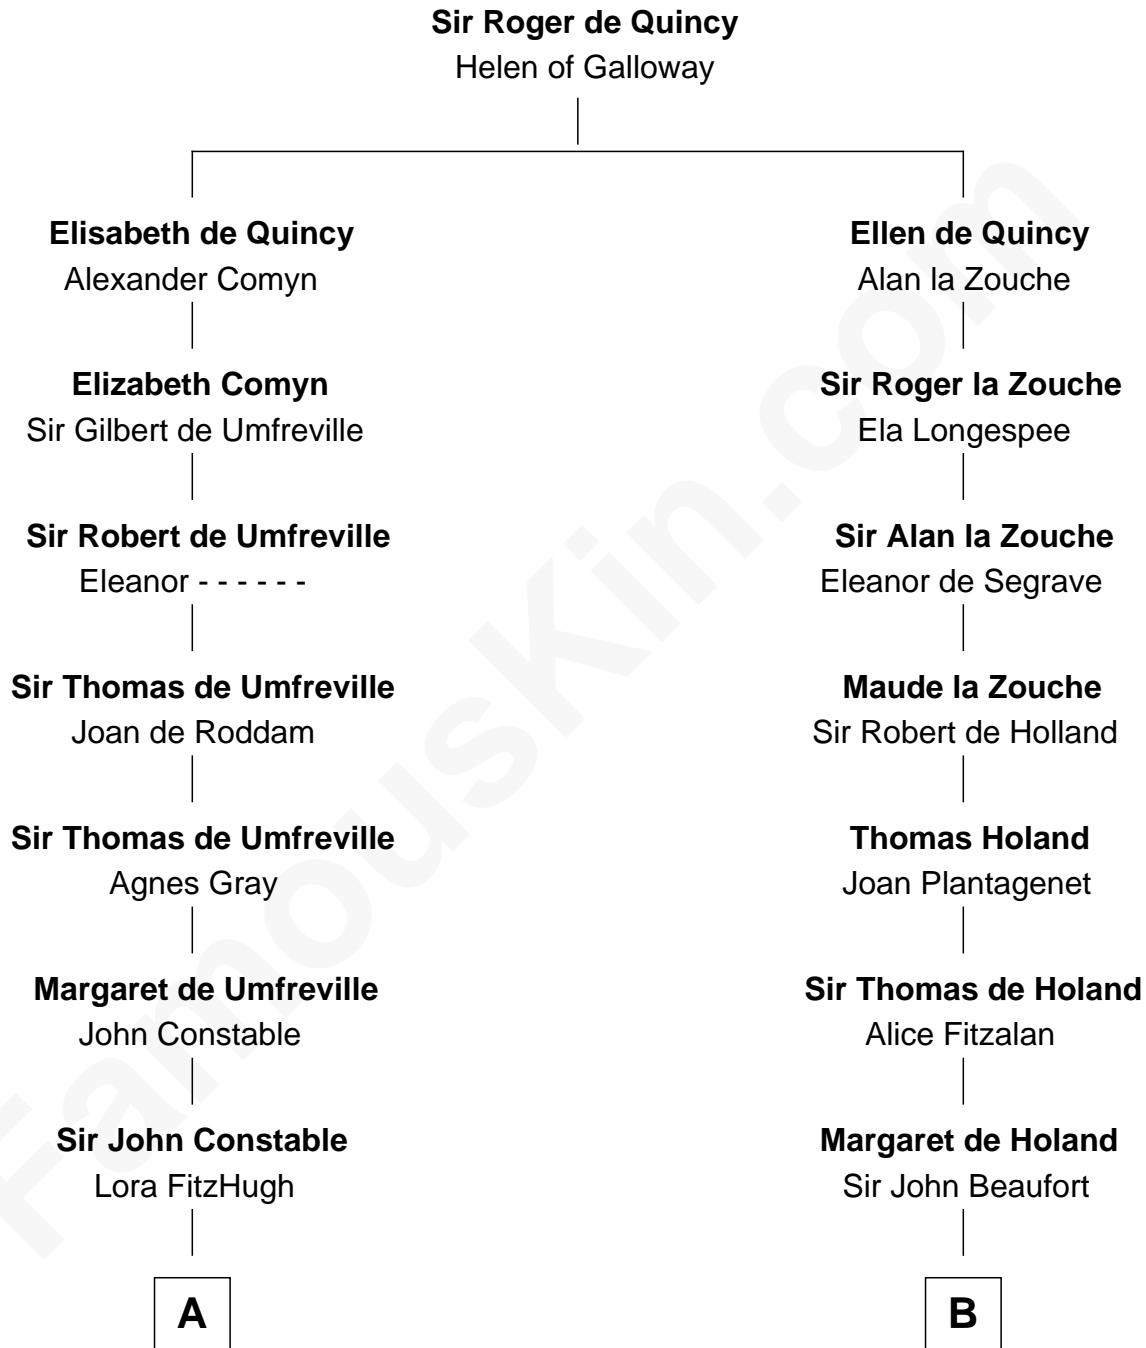 Sir Roger de Quincy
Helen of Galloway
Elisabeth de Quincy
Alexander Comyn
Ellen de Quincy
Alan la Zouche
Elizabeth Comyn
Sir Gilbert de Umfreville
Sir Roger la Zouche
Ela Longespee
Sir Robert de Umfreville
Eleanor - - - - - -
Sir Alan la Zouche
Eleanor de Segrave
Sir Thomas de Umfreville
Joan de Roddam
Maude la Zouche
Sir Robert de Holland
Sir Thomas de Umfreville
Agnes Gray
Thomas Holand
Joan Plantagenet
Margaret de Umfreville
John Constable
Sir Thomas de Holand
Alice Fitzalan
Sir John Constable
Lora FitzHugh
Margaret de Holand
Sir John Beaufort
A
B
FamousKin.com